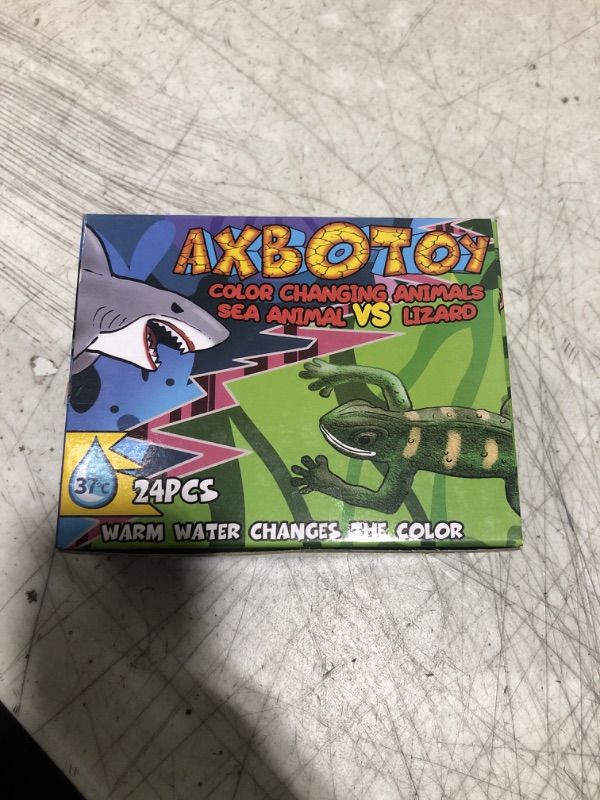 AXBOTOY
COLOR CHANGING ANIMALS
SEA ANIMAL VS LIZARD
37°C
24PCS
WARM WATER CHANGES THE COLOR